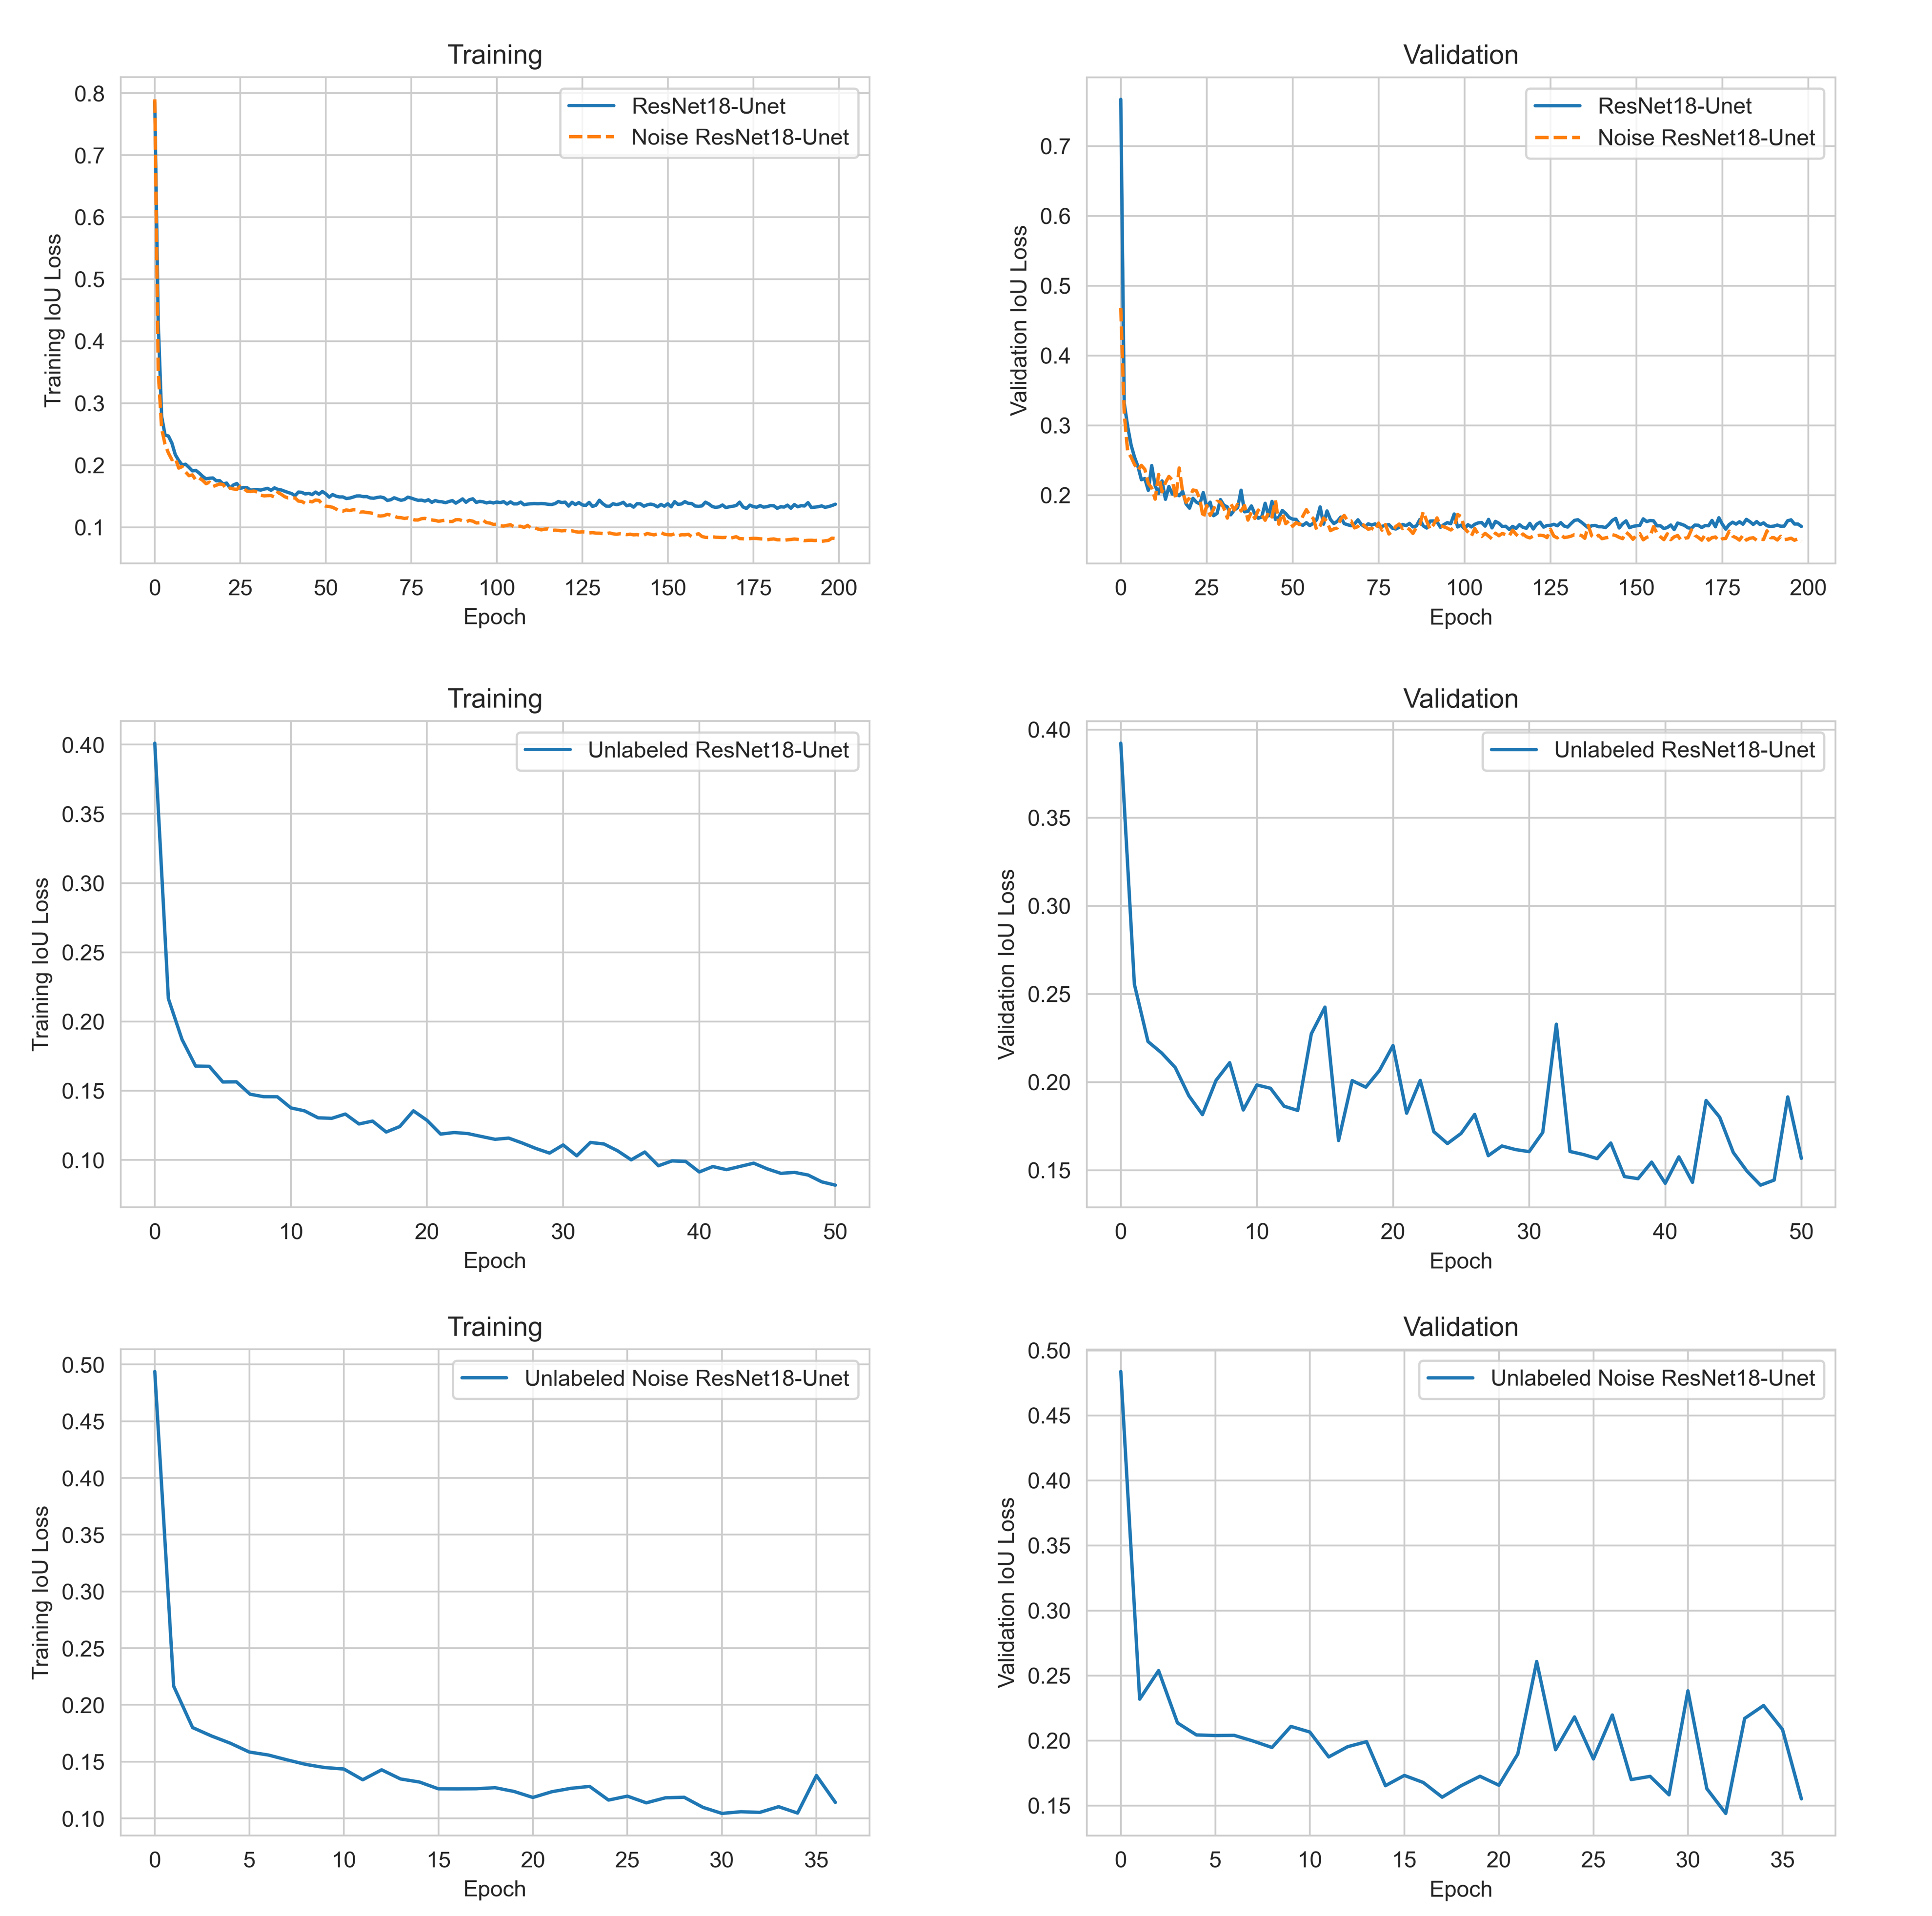 Training
ResNet18-Unet
Noise ResNet18-Unet
Training IoU Loss
0.8
0.7
0.6
0.5
0.4
0.3
0.2
0.1
0 25 50 75 100 125 150 175 200
Epoch
Validation
ResNet18-Unet
Noise ResNet18-Unet
Validation IoU Loss
0.7
0.6
0.5
0.4
0.3
0.2
0 25 50 75 100 125 150 175 200
Epoch
Training
Unlabeled ResNet18-Unet
Training IoU Loss
0.40
0.35
0.30
0.25
0.20
0.15
0.10
0 10 20 30 40 50
Epoch
Validation
Unlabeled ResNet18-Unet
Validation IoU Loss
0.40
0.35
0.30
0.25
0.20
0.15
0 10 20 30 40 50
Epoch
Training
Unlabeled Noise ResNet18-Unet
Training IoU Loss
0.50
0.45
0.40
0.35
0.30
0.25
0.20
0.15
0.10
0 5 10 15 20 25 30 35
Epoch
Validation
Unlabeled Noise ResNet18-Unet
Validation IoU Loss
0.50
0.45
0.40
0.35
0.30
0.25
0.20
0.15
0 5 10 15 20 25 30 35
Epoch